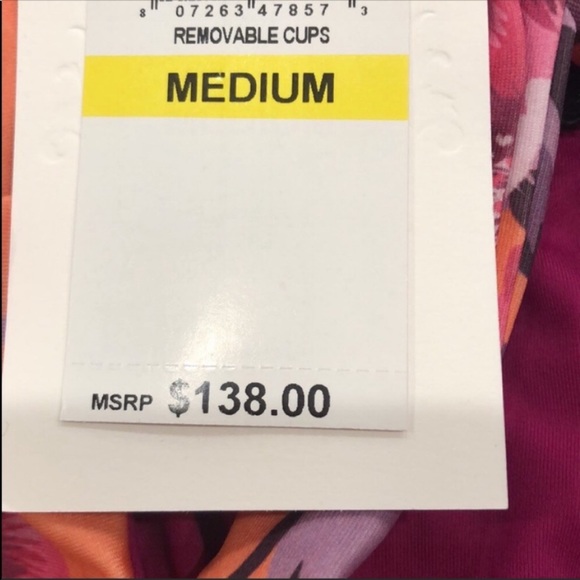 8 07263 47857 3
REMOVABLE CUPS
MEDIUM
MSRP $138.00